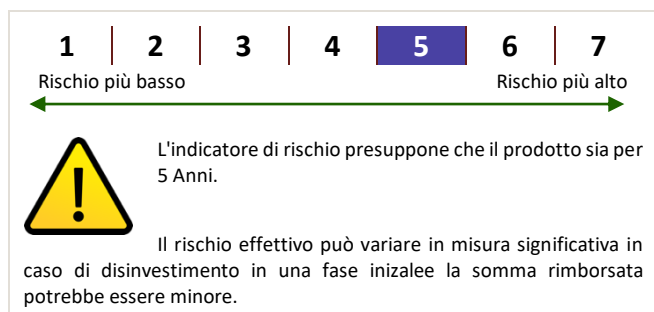 1 2 3 4 5 6 7
Rischio più basso Rischio più alto
L'indicatore di rischio presuppone che il prodotto sia per
5 Anni.
Il rischio effettivo può variare in misura significativa in
caso di disinvestimento in una fase inizalee la somma rimborsata
potrebbe essere minore.